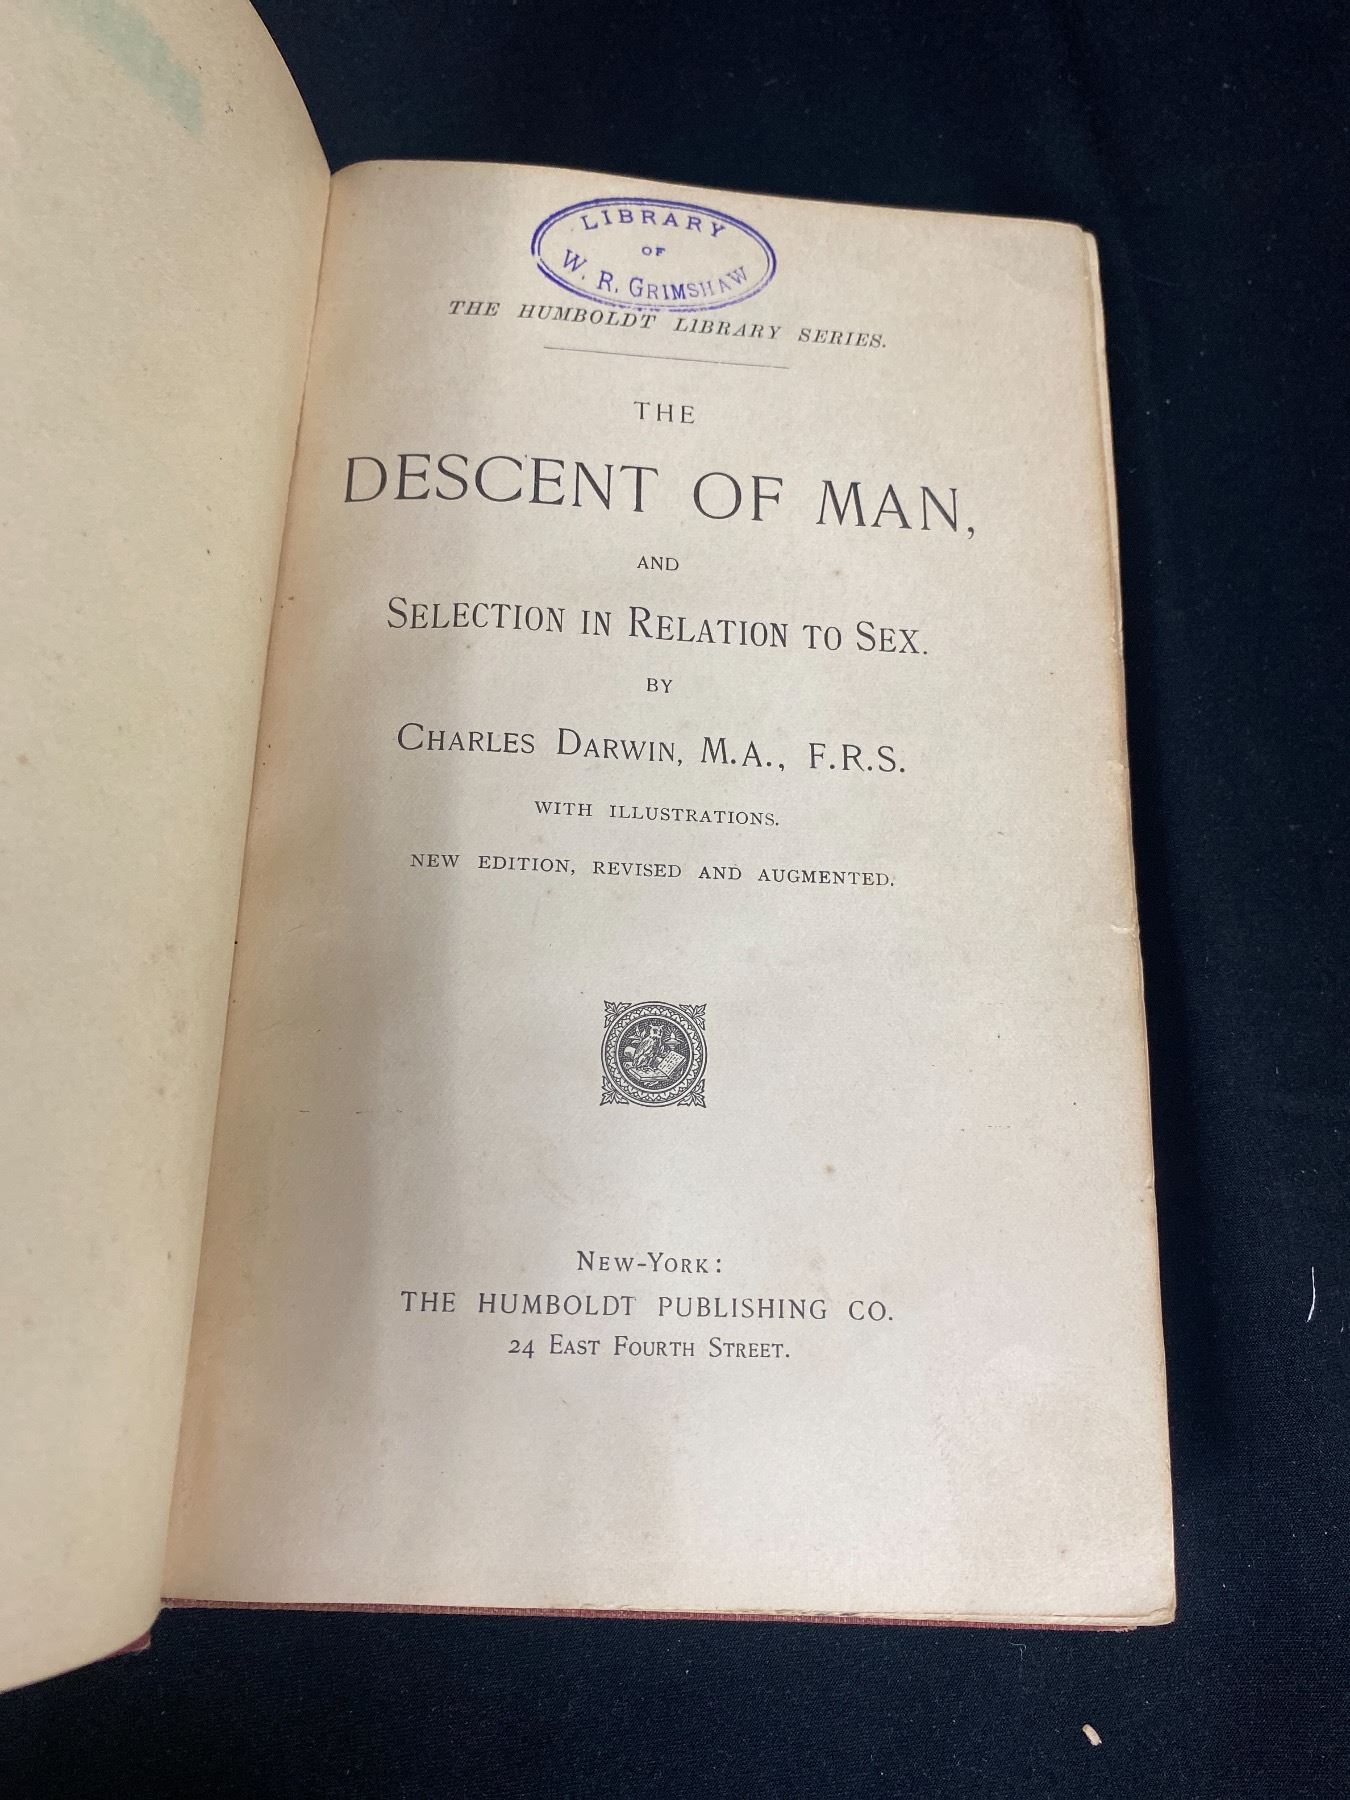 LIBRARY
OF
W. R. GRIMSHAW
THE HUMBOLDT LIBRARY SERIES.
THE
DESCENT OF MAN,
AND
SELECTION IN RELATION TO SEX.
BY
CHARLES DARWIN, M.A., F.R.S.
WITH ILLUSTRATIONS.
NEW EDITION, REVISED AND AUGMENTED.
NEW-YORK:
THE HUMBOLDT PUBLISHING CO.
24 EAST FOURTH STREET.